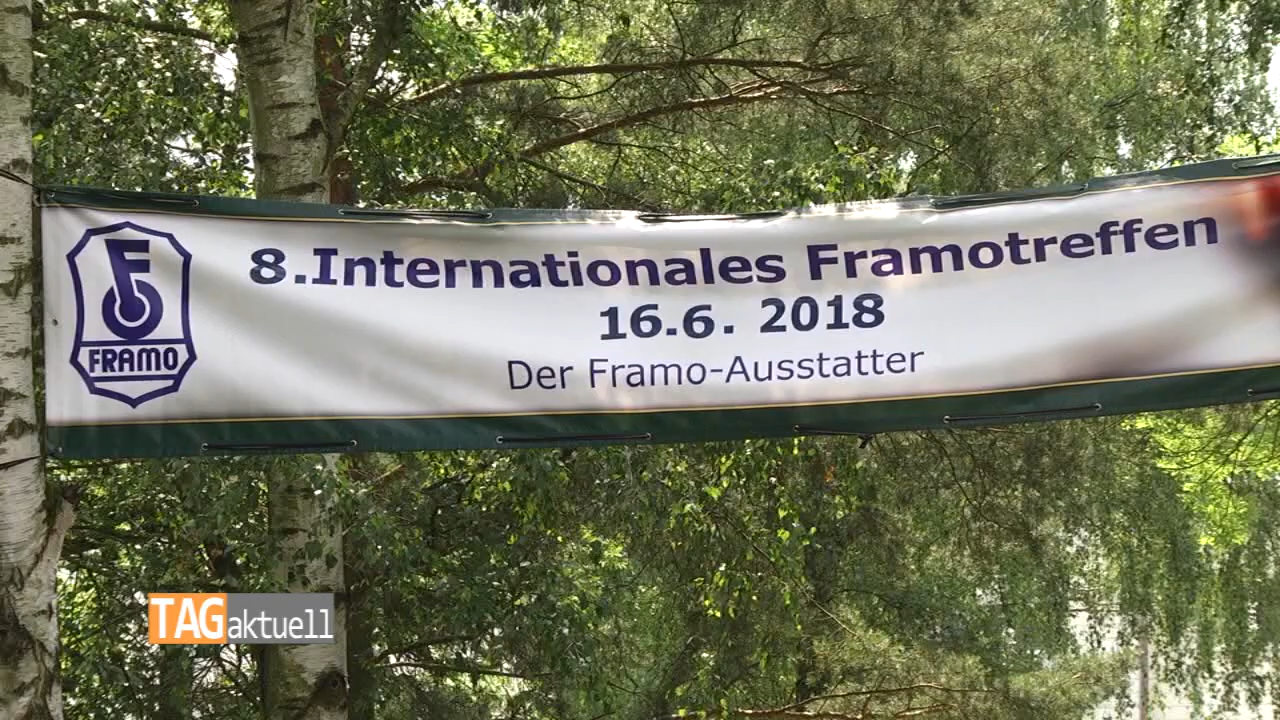 8.Internationales Framotreffen
16.6. 2018
Der Framo-Ausstatter
FRAMO
TAGaktuell